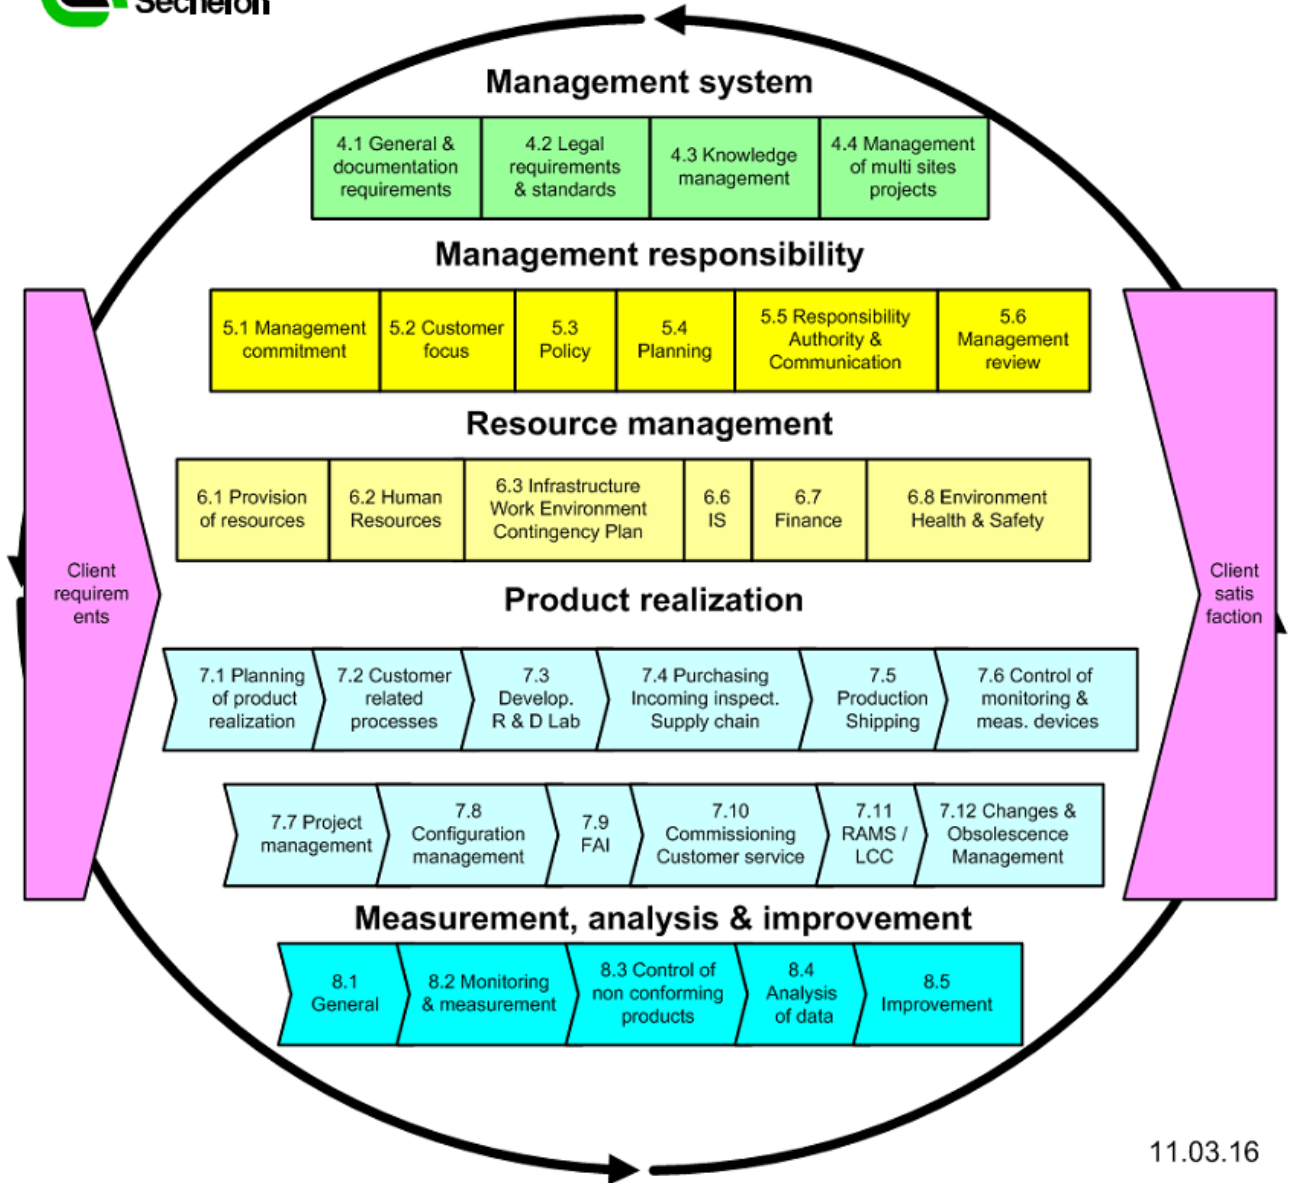 Secheron
Management system
4.1 General &
documentation
requirements
4.2 Legal
requirements
& standards
4.3 Knowledge
management
4.4 Management
of multi sites
projects
Management responsibility
5.1 Management
commitment
5.2 Customer
focus
5.3
Policy
5.4
Planning
5.5 Responsibility
Authority &
Communication
5.6
Management
review
Resource management
6.1 Provision
of resources
6.2 Human
Resources
6.3 Infrastructure
Work Environment
Contingency Plan
6.6
IS
6.7
Finance
6.8 Environment
Health & Safety
Client
requirem
ents
Client
satis
faction
Product realization
7.1 Planning
of product
realization
7.2 Customer
related
processes
7.3
Develop.
R & D Lab
7.4 Purchasing
Incoming inspect.
Supply chain
7.5
Production
Shipping
7.6 Control of
monitoring &
meas. devices
7.7 Project
management
7.8
Configuration
management
7.9
FAI
7.10
Commissioning
Customer service
7.11
RAMS /
LCC
7.12 Changes &
Obsolescence
Management
Measurement, analysis & improvement
8.1
General
8.2 Monitoring
& measurement
8.3 Control of
non conforming
products
8.4
Analysis
of data
8.5
Improvement
11.03.16